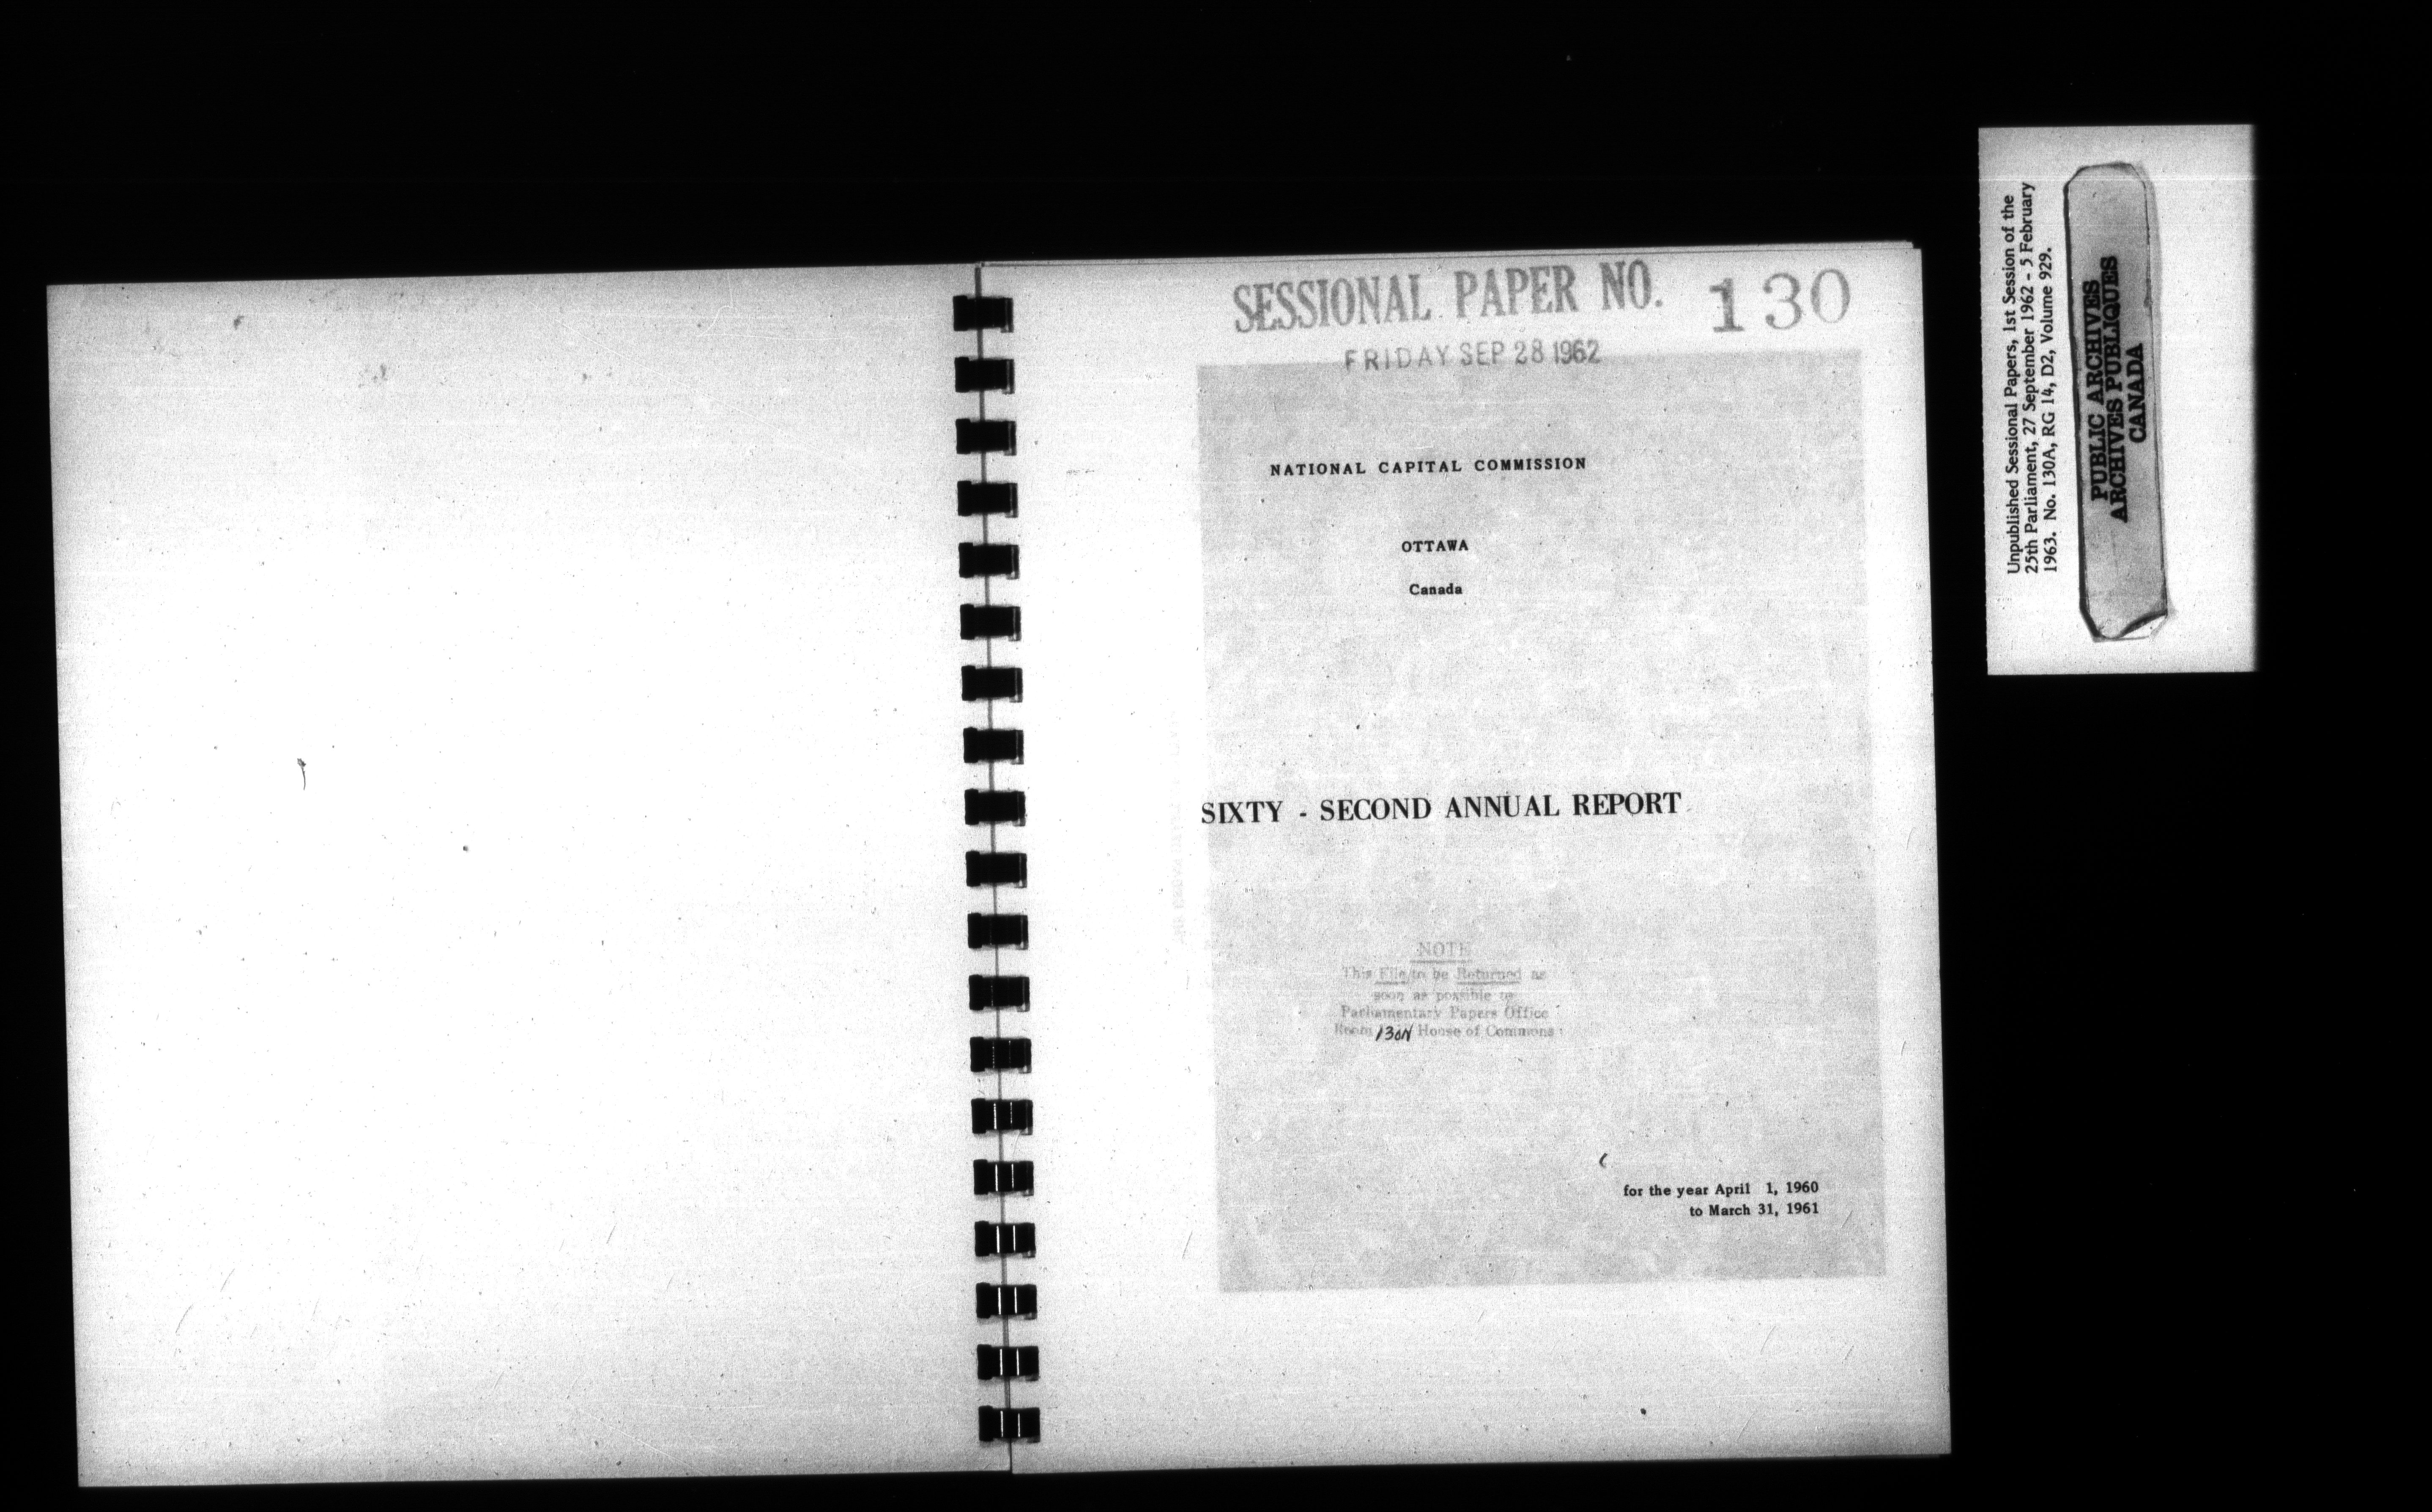 SESSIONAL PAPER NO. 130
FRIDAY SEP 28 1962
NATIONAL CAPITAL COMMISSION
OTTAWA
Canada
SIXTY - SECOND ANNUAL REPORT
NOTE
This File to be Returned as
soon as possible to
Parliamentary Papers Office
Room 130N House of Commons
for the year April 1, 1960
to March 31, 1961
Unpublished Sessional Papers, 1st Session of the
25th Parliament, 27 September 1962 - 5 February
1963. No. 130A, RG 14, D2, Volume 929.
PUBLIC ARCHIVES
ARCHIVES PUBLIQUES
CANADA